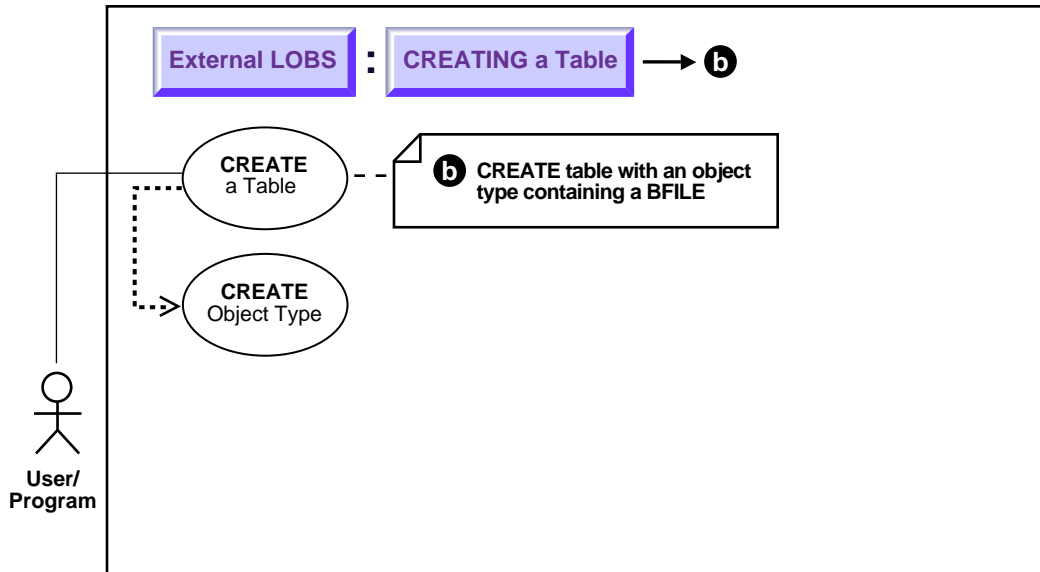 External LOBS : CREATING a Table b
CREATE
a Table
b CREATE table with an object
type containing a BFILE
CREATE
Object Type
User/
Program